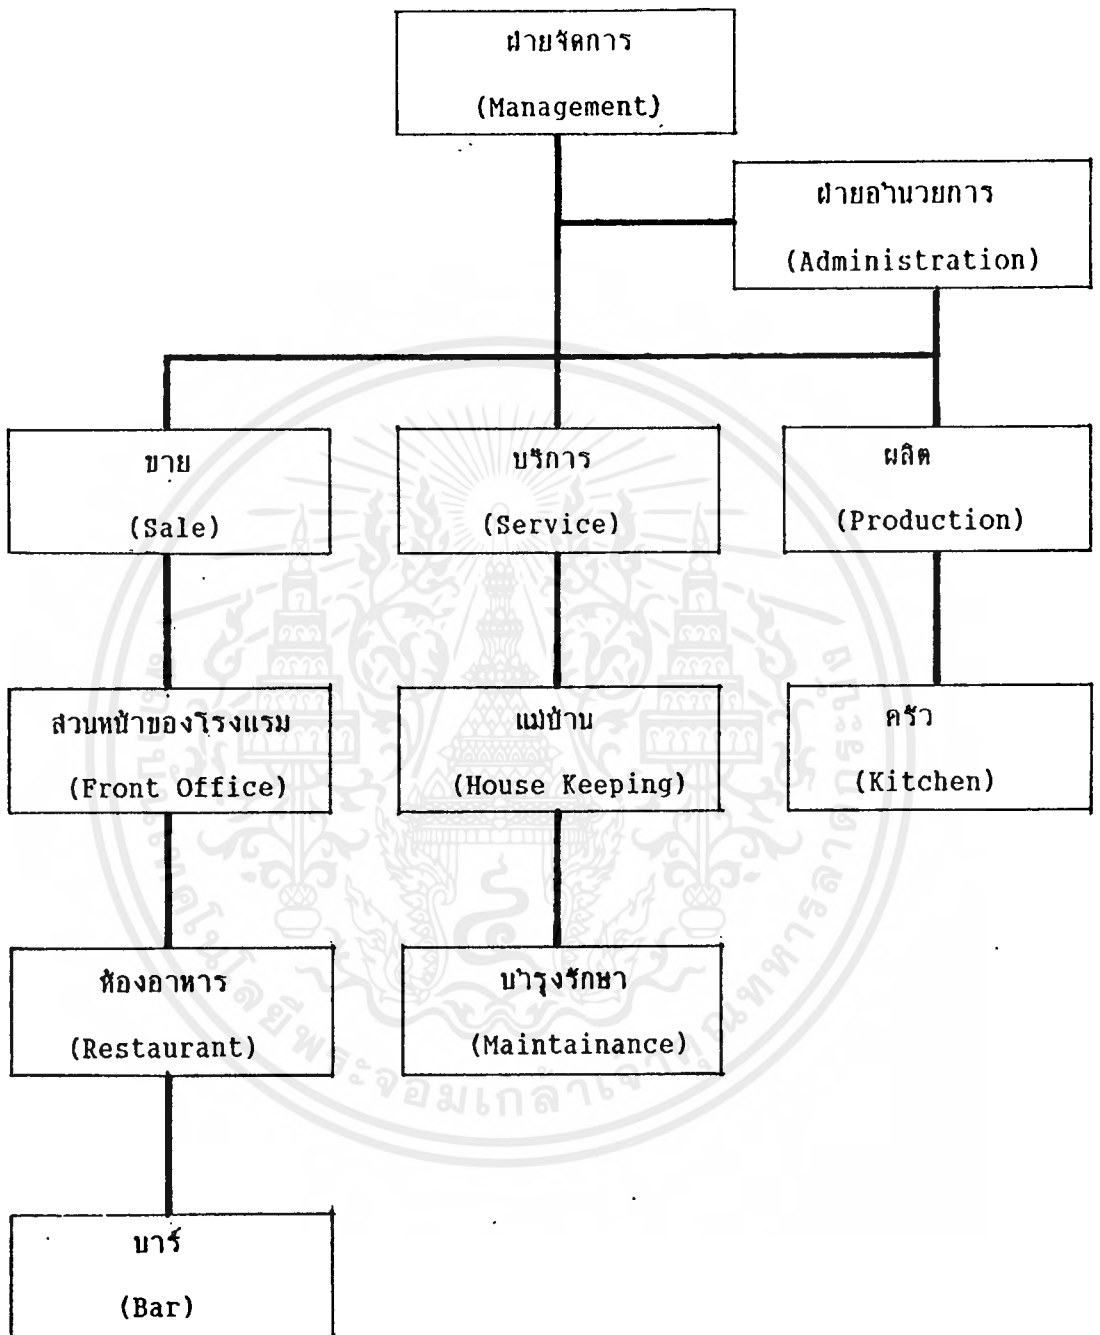 ฝ่ายจัดการ
(Management)
ฝ่ายอำนวยการ
(Administration)
ขาย
(Sale)
บริการ
(Service)
ผลิต
(Production)
ส่วนหน้าของโรงแรม
(Front Office)
แม่บ้าน
(House Keeping)
ครัว
(Kitchen)
ห้องอาหาร
(Restaurant)
บำรุงรักษา
(Maintainance)
บาร์
(Bar)